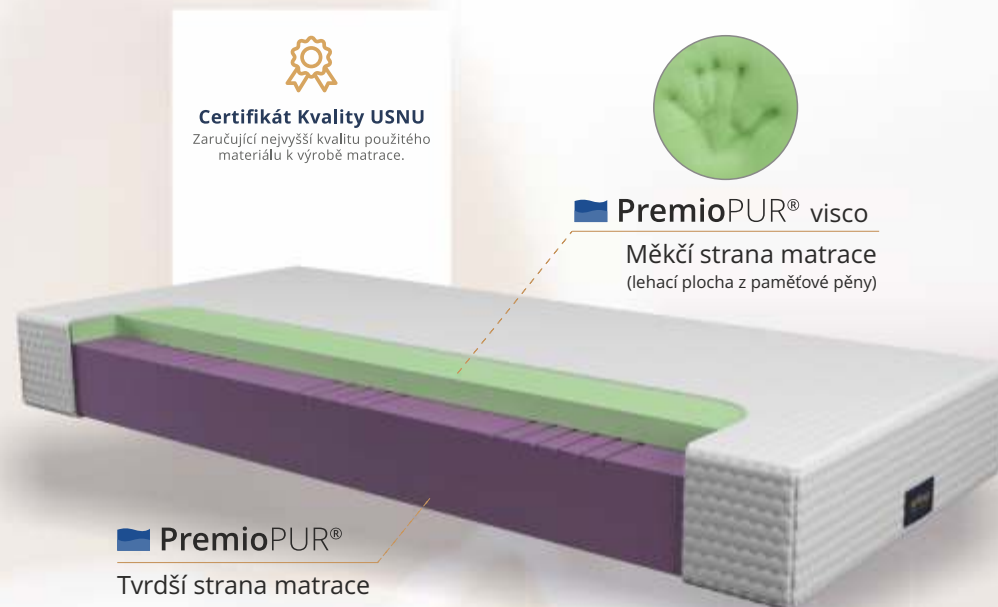 Certifikát Kvality USNU
Zaručující nejvyšší kvalitu použitého
materiálu k výrobě matrace.
PremioPUR® visco
Měkčí strana matrace
(lehací plocha z paměťové pěny)
PremioPUR®
Tvrdší strana matrace